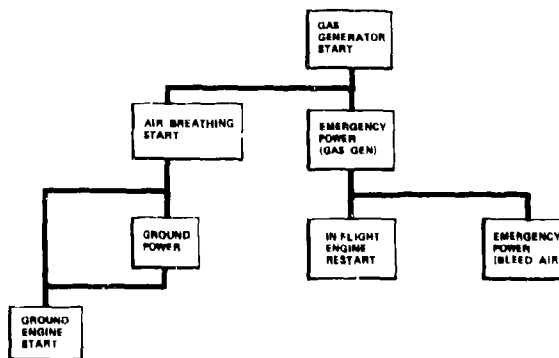 GAS
GENERATOR
START
AIR BREATHING
START
EMERGENCY
POWER
(GAS GEN)
GROUND
POWER
IN FLIGHT
ENGINE
RESTART
EMERGENCY
POWER
(BLEED AIR
GROUND
ENGINE
START